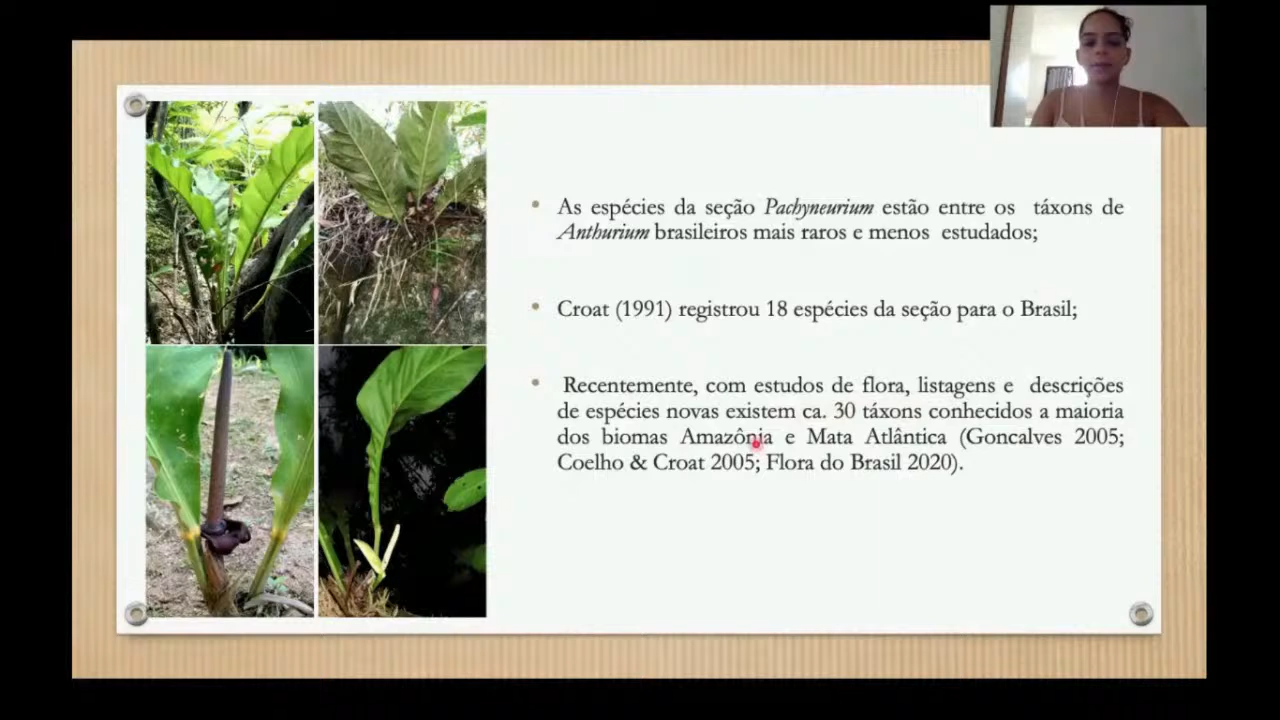 As espécies da seção Pachyneurium estão entre os táxons de
Anthurium brasileiros mais raros e menos estudados;
Croat (1991) registrou 18 espécies da seção para o Brasil;
Recentemente, com estudos de flora, listagens e descrições
de espécies novas existem ca. 30 táxons conhecidos a maioria
dos biomas Amazônia e Mata Atlântica (Goncalves 2005;
Coelho & Croat 2005; Flora do Brasil 2020).